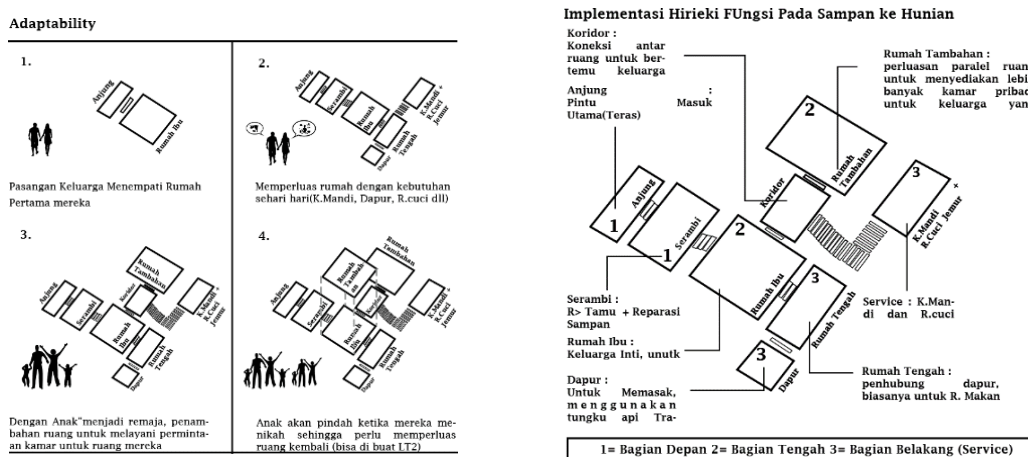 Adaptability
1.
Anjung
Rumah Ibu
Pasangan Keluarga Menempati Rumah
Pertama mereka
2.
Anjung
Serambi
Rumah
Ibu
Rumah
Tengah
Dapur
K.Mandi +
R.Cuci
Jemur
Memperluas rumah dengan kebutuhan
sehari hari(K.Mandi, Dapur, R.cuci dll)
3.
Anjung
Serambi
Rumah
Ibu
Rumah
Tambahan
Koridor
Rumah
Tengah
Dapur
K.Mandi +
R.Cuci
Jemur
Dengan Anak"menjadi remaja, penam-
bahan ruang untuk melayani perminta-
an kamar untuk ruang mereka
4.
Anjung
Serambi
Rumah
Ibu
Rumah
Tambah
an
Rumah
Tambahan
Koridor
Rumah
Tengah
Dapur
K.Mandi +
R.Cuci
Jemur
Anak akan pindah ketika mereka me-
nikah sehingga perlu memperluas
ruang kembali (bisa di buat LT2)
Implementasi Hirieki FUngsi Pada Sampan ke Hunian
Koridor :
Koneksi antar
ruang untuk ber-
temu keluarga
Anjung :
Pintu Masuk
Utama(Teras)
Serambi :
R> Tamu + Reparasi
Sampan
Rumah Ibu :
Keluarga Inti, unutk
Dapur :
Untuk Memasak,
menggunakan
tungku api Tra-
Rumah Tambahan :
perluasan paralel ruan
untuk menyediakan lebi
banyak kamar pribad
untuk keluarga yan
Service : K.Man-
di dan R.cuci
Rumah Tengah :
penhubung dapur,
biasanya untuk R. Makan
1
Anjung
1
Serambi
2
Rumah Ibu
2
Rumah
Tambahan
Koridor
3
K.Mandi +
R.Cuci Jemur
3
Rumah Tengah
3
Dapur
1= Bagian Depan 2= Bagian Tengah 3= Bagian Belakang (Service)